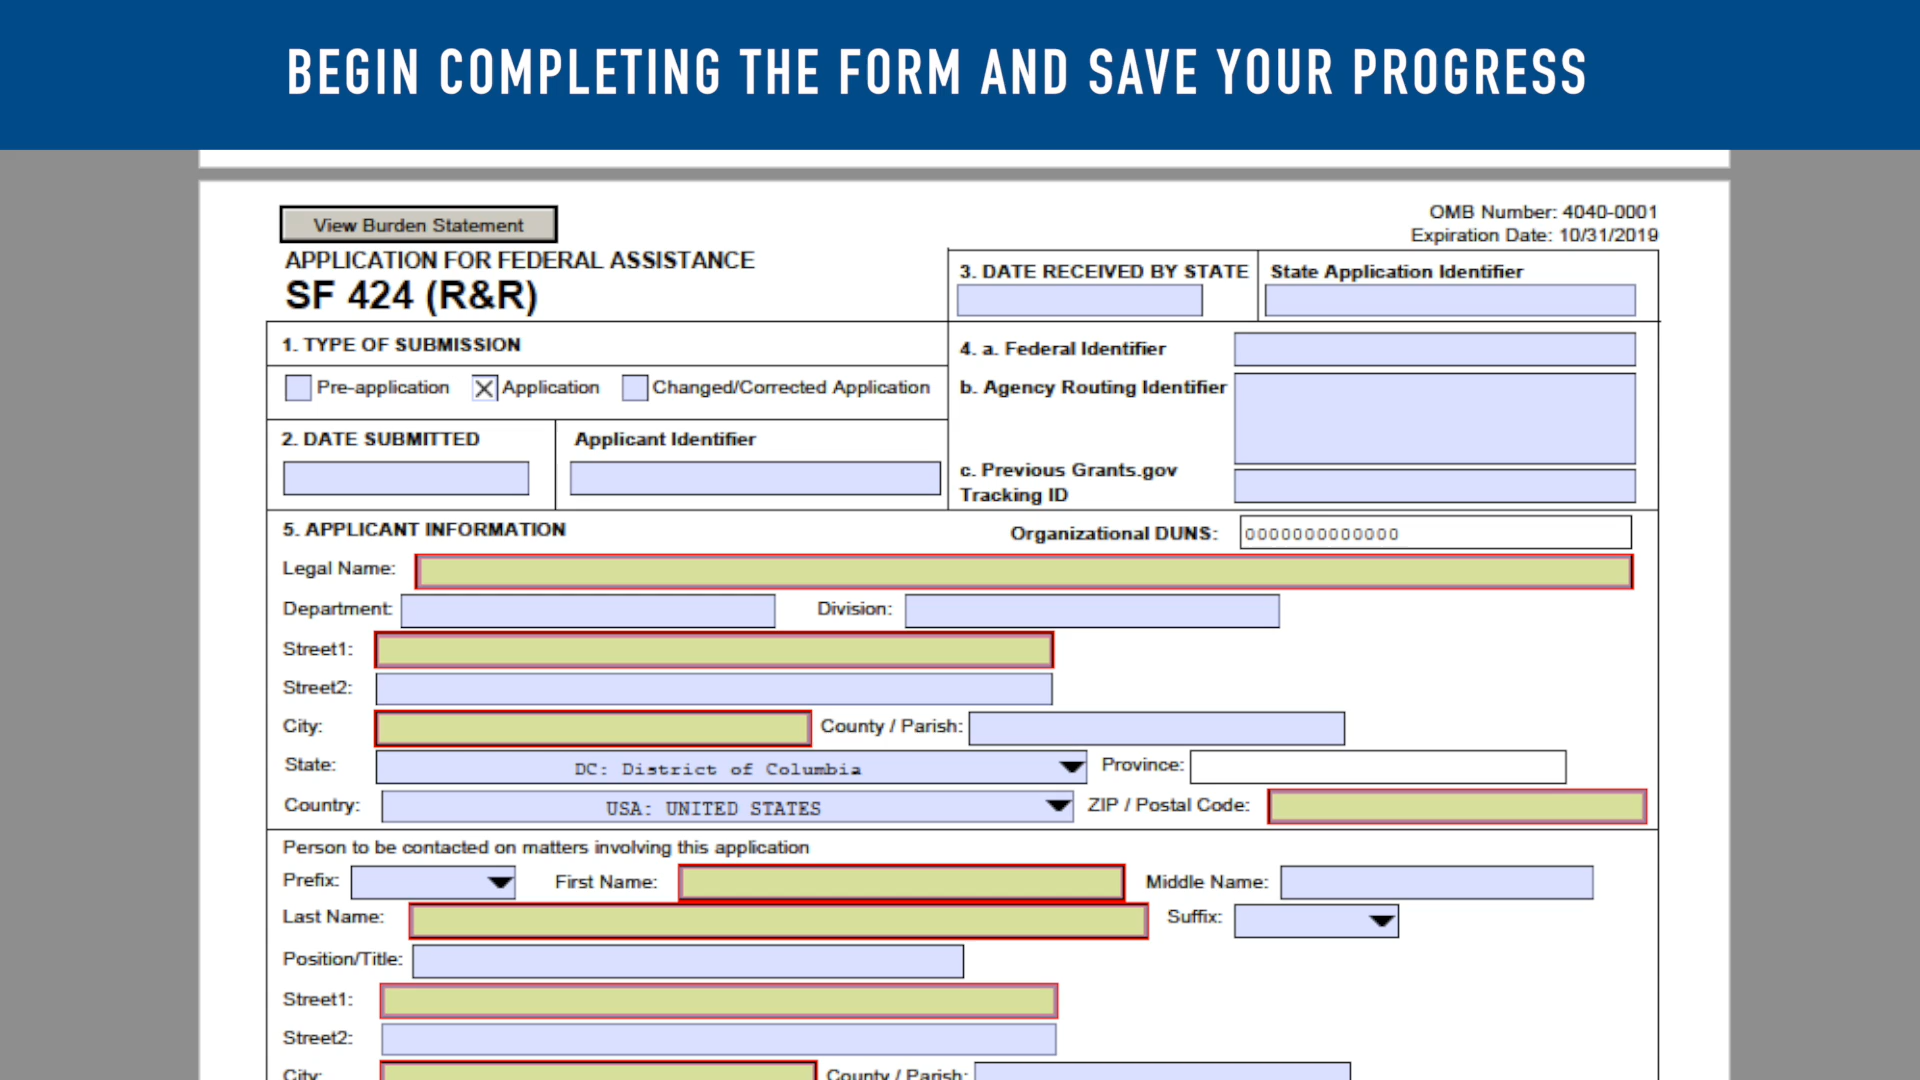 BEGIN COMPLETING THE FORM AND SAVE YOUR PROGRESS
View Burden Statement
OMB Number: 4040-0001
Expiration Date: 10/31/2019
APPLICATION FOR FEDERAL ASSISTANCE
SF 424 (R&R)
3. DATE RECEIVED BY STATE
State Application Identifier
1. TYPE OF SUBMISSION
Pre-application
Application
Changed/Corrected Application
4. a. Federal Identifier
b. Agency Routing Identifier
2. DATE SUBMITTED
Applicant Identifier
c. Previous Grants.gov
Tracking ID
5. APPLICANT INFORMATION
Organizational DUNS: 0000000000000
Legal Name:
Department:
Division:
Street1:
Street2:
City:
County / Parish:
State: DC: District of Columbia
Province:
Country: USA: UNITED STATES
ZIP / Postal Code:
Person to be contacted on matters involving this application
Prefix:
First Name:
Middle Name:
Last Name:
Suffix:
Position/Title:
Street1:
Street2:
City:
County / Parish: